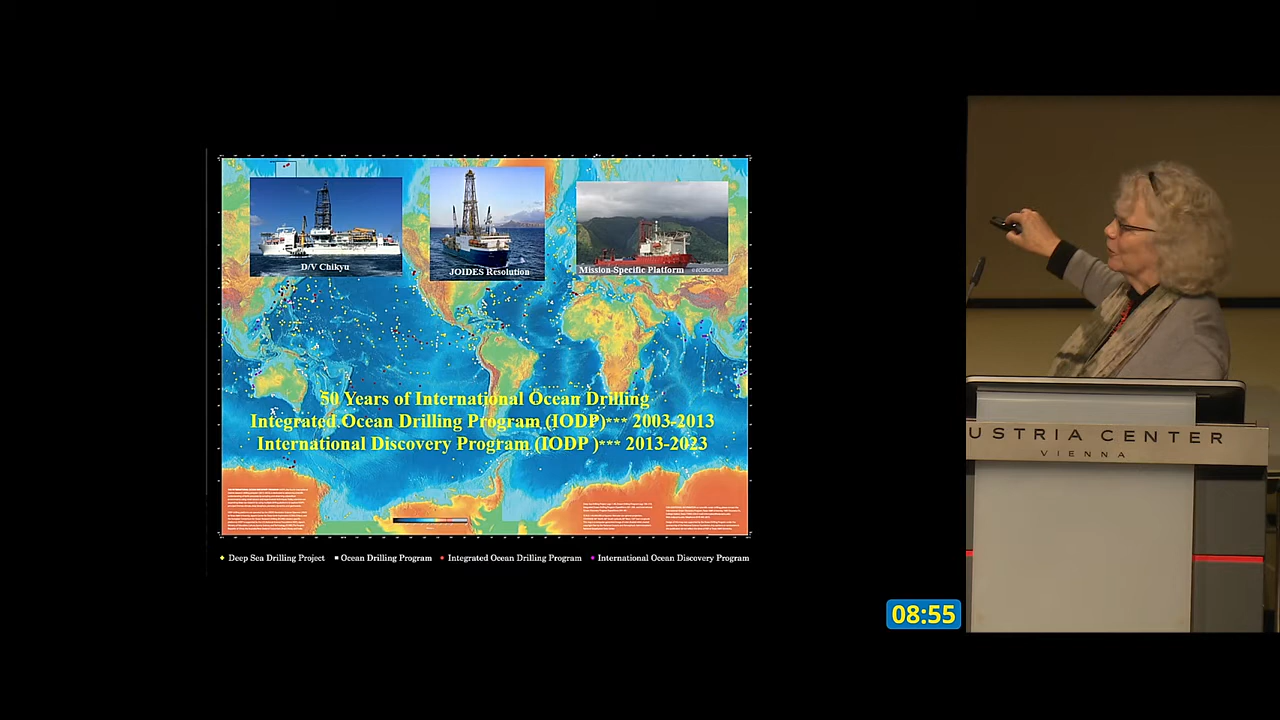 D/V Chikyu
JOIDES Resolution
Mission-Specific Platform
© ECORD/IODP
50 Years of International Ocean Drilling
Integrated Ocean Drilling Program (IODP)*** 2003-2013
International Discovery Program (IODP )*** 2013-2023
Deep Sea Drilling Project
Ocean Drilling Program
Integrated Ocean Drilling Program
International Ocean Discovery Program
08:55
USTRIA CENTER
VIENNA